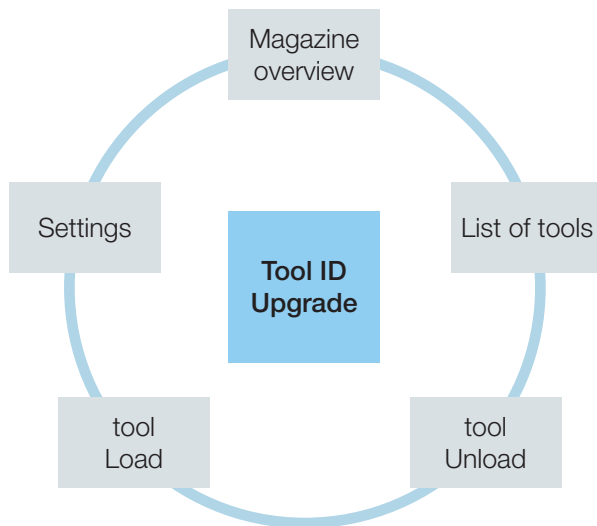 Magazine
overview
Settings
List of tools
Tool ID
Upgrade
tool
Load
tool
Unload